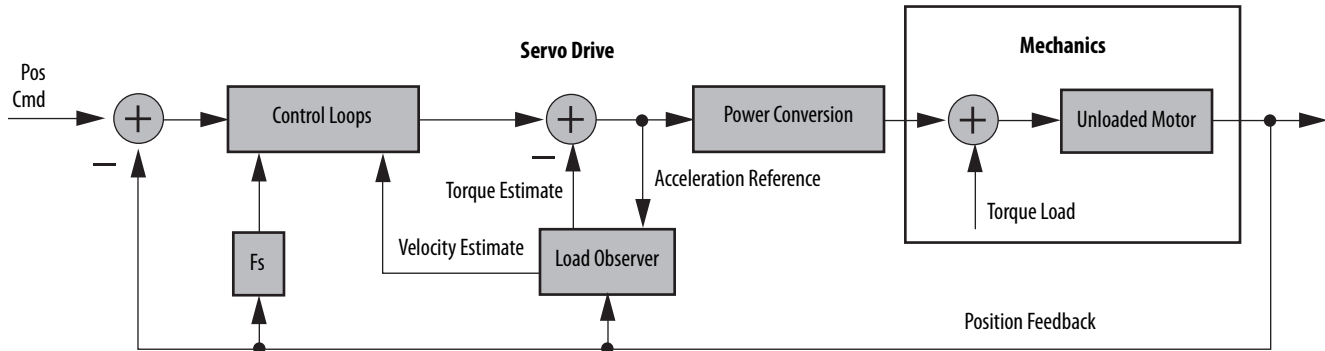 Servo Drive
Mechanics
Pos
Cmd
+
Control Loops
+
Power Conversion
+
Unloaded Motor
–
–
Torque Estimate
Acceleration Reference
Torque Load
Fs
Velocity Estimate
Load Observer
Position Feedback